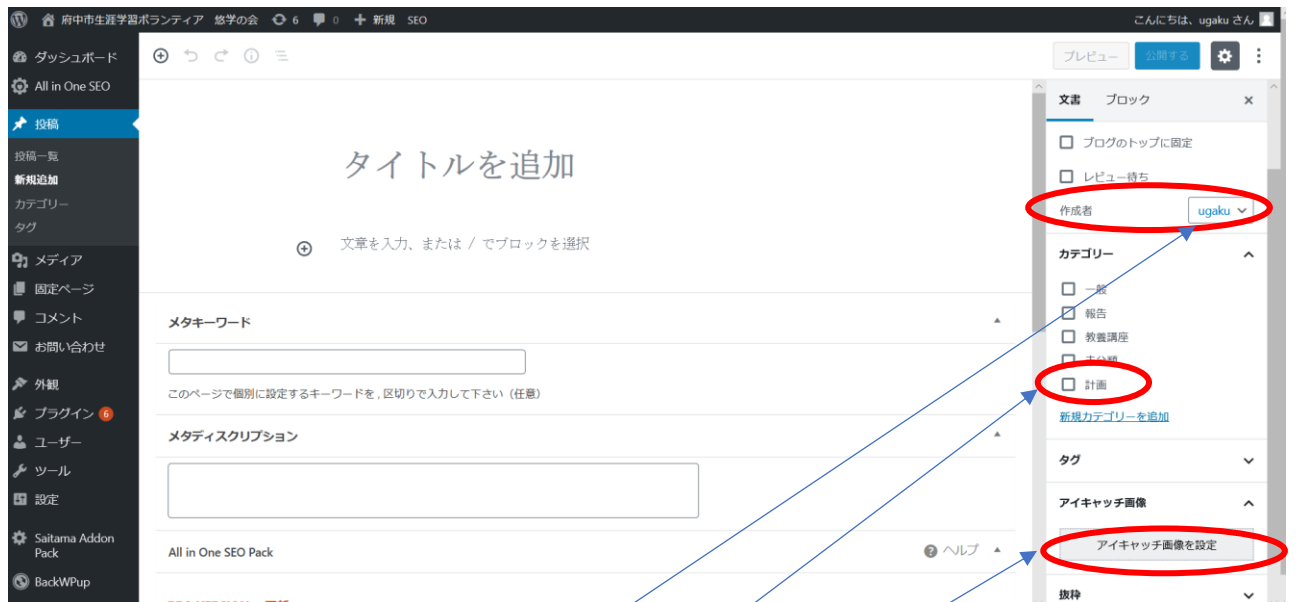 府中市生涯学習ボランティア 悠学の会 6 0 新規 SEO こんにちは、ugaku さん
ダッシュボード
All in One SEO
投稿
投稿一覧
新規追加
カテゴリー
タグ
メディア
固定ページ
コメント
お問い合わせ
外観
プラグイン 6
ユーザー
ツール
設定
Saitama Addon
Pack
BackWPup
プレビュー 公開する
タイトルを追加
文章を入力、または / でブロックを選択
メタキーワード
このページで個別に設定するキーワードを , 区切りで入力して下さい（任意）
メタディスクリプション
All in One SEO Pack ヘルプ
文書 ブロック
ブログのトップに固定
レビュー待ち
作成者 ugaku
カテゴリー
一般
報告
教養講座
未分類
計画
新規カテゴリーを追加
タグ
アイキャッチ画像
アイキャッチ画像を設定
抜粋